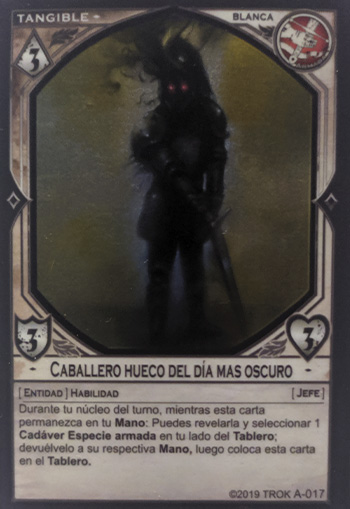 TANGIBLE
BLANCA
3
3
3
CABALLERO HUECO DEL DÍA MAS OSCURO
[ENTIDAD] HABILIDAD
[JEFE]
Durante tu núcleo del turno, mientras esta carta
permanezca en tu Mano: Puedes revelarla y seleccionar 1
Cadáver Especie armada en tu lado del Tablero;
devuélvelo a su respectiva Mano, luego coloca esta carta
en el Tablero.
©2019 TROK A-017